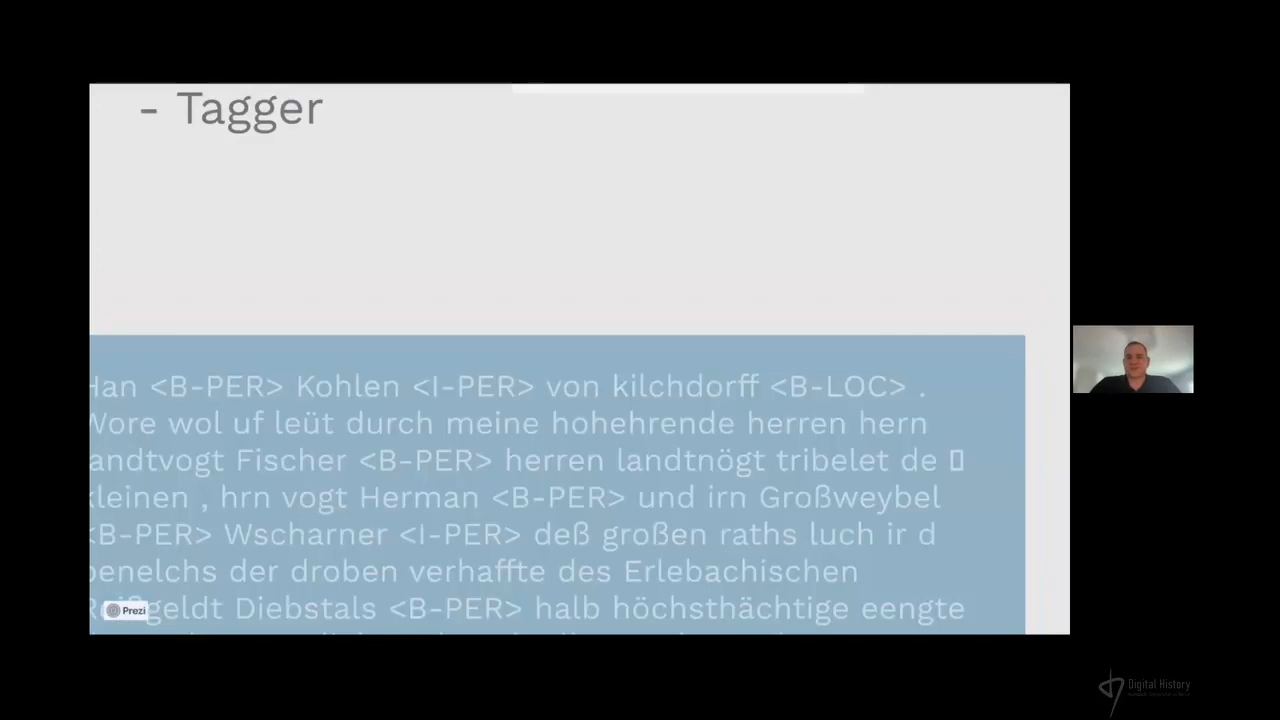 - Tagger
Han <B-PER> Kohlen <I-PER> von kilchdorff <B-LOC> .
Wore wol uf leüt durch meine hohehrende herren hern
andtvogt Fischer <B-PER> herren landtnögt tribelet de
kleinen , hrn vogt Herman <B-PER> und irn Großweybel
<B-PER> Wscharner <I-PER> deß großen raths luch ir d
benelchs der droben verhaffte des Erlebachischen
geldt Diebstals <B-PER> halb höchsthächtige eengte
Prezi
Digital History